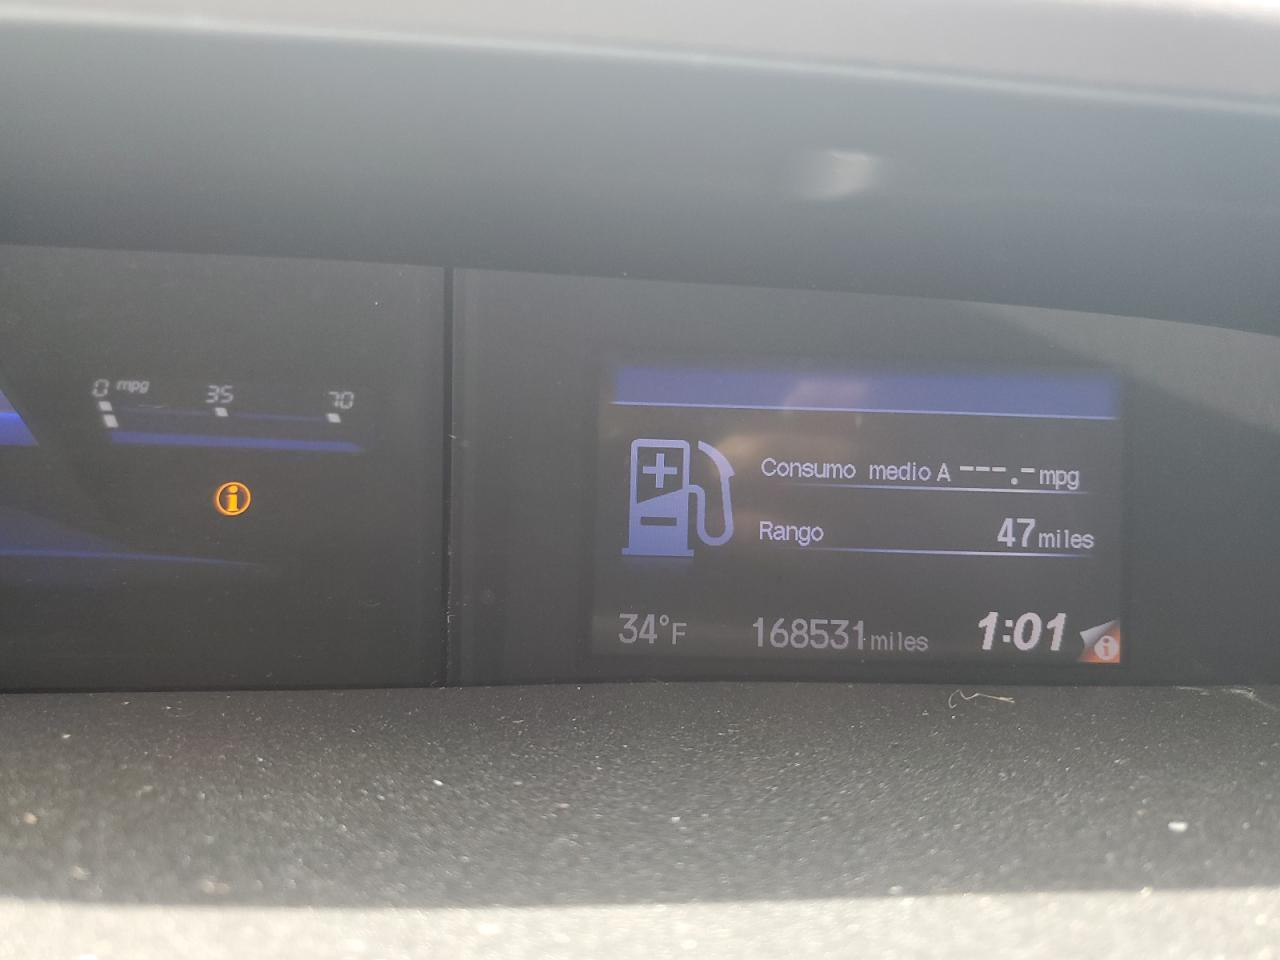 0 mpg 35 70
Consumo medio A ---.- mpg
Rango 47 miles
34°F 168531 miles 1:01